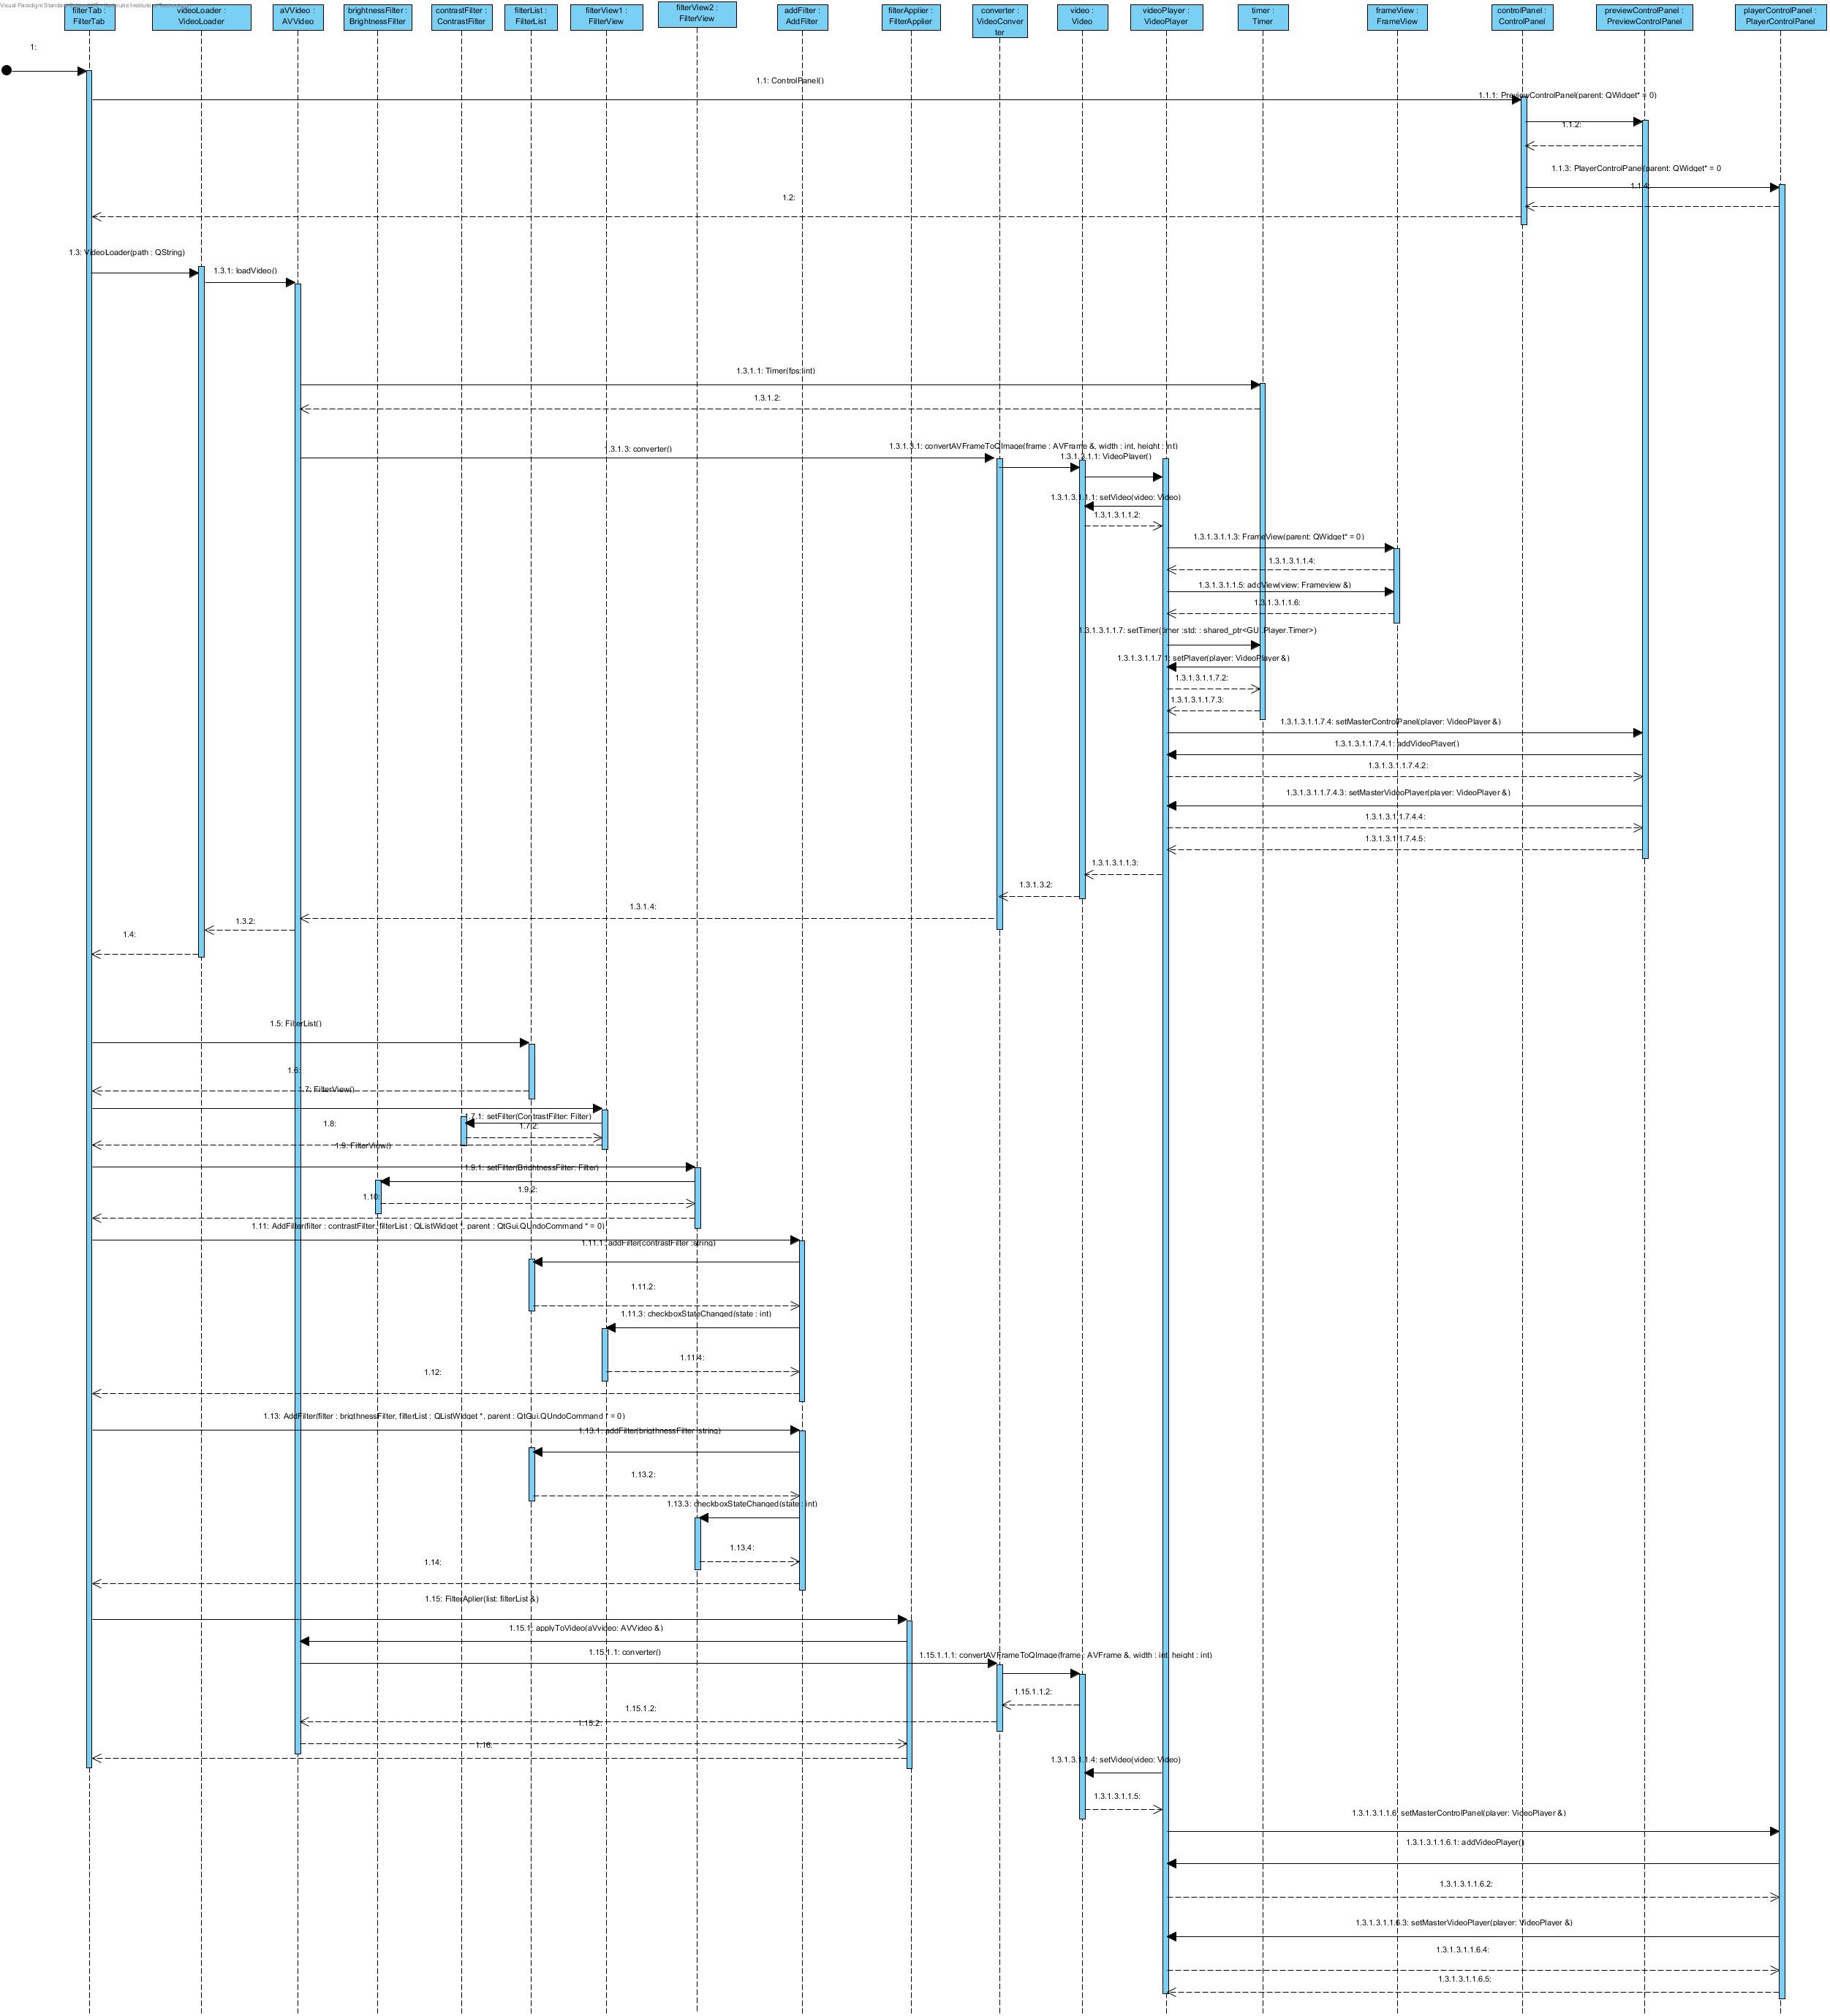 filterTab :
FilterTab
videoLoader :
VideoLoader
aVVideo :
AVVideo
brightnessFilter :
BrightnessFilter
contrastFilter :
ContrastFilter
filterList :
FilterList
filterView1 :
FilterView
filterView2 :
FilterView
addFilter :
AddFilter
filterApplier :
FilterApplier
converter :
VideoConver
ter
video :
Video
videoPlayer :
VideoPlayer
timer :
Timer
frameView :
FrameView
controlPanel :
ControlPanel
previewControlPanel :
PreviewControlPanel
playerControlPanel :
PlayerControlPanel
1:
1.1: ControlPanel()
1.1.1: PreviewControlPanel(parent: QWidget* = 0)
1.1.2:
1.1.3: PlayerControlPanel(parent: QWidget* = 0
1.1.4:
1.2:
1.3: VideoLoader(path : QString)
1.3.1: loadVideo()
1.3.1.1: Timer(fps:int)
1.3.1.2:
1.3.1.3: converter()
1.3.1.3.1: convertAVFrameToQImage(frame : AVFrame &, width : int, height : int)
1.3.1.3.1.1: VideoPlayer()
1.3.1.3.1.1.1: setVideo(video: Video)
1.3.1.3.1.1.2:
1.3.1.3.1.1.3: FrameView(parent: QWidget* = 0)
1.3.1.3.1.1.4:
1.3.1.3.1.1.5: addView(view: Frameview &)
1.3.1.3.1.1.6:
1.3.1.3.1.1.7: setTimer(timer :std: : shared_ptr<GUI.Player.Timer>)
1.3.1.3.1.1.7.1: setPlayer(player: VideoPlayer &)
1.3.1.3.1.1.7.2:
1.3.1.3.1.1.7.3:
1.3.1.3.1.1.7.4: setMasterControlPanel(player: VideoPlayer &)
1.3.1.3.1.1.7.4.1: addVideoPlayer()
1.3.1.3.1.1.7.4.2:
1.3.1.3.1.1.7.4.3: setMasterVideoPlayer(player: VideoPlayer &)
1.3.1.3.1.1.7.4.4:
1.3.1.3.1.1.7.4.5:
1.3.1.3.1.1.3:
1.3.1.3.2:
1.3.1.4:
1.3.2:
1.4:
1.5: FilterList()
1.6:
1.7: FilterView()
1.7.1: setFilter(ContrastFilter: Filter)
1.7.2:
1.8:
1.9: FilterView()
1.9.1: setFilter(BrightnessFilter: Filter)
1.9.2:
1.10:
1.11: AddFilter(filter : contrastFilter, filterList : QListWidget *, parent : QtGui.QUndoCommand * = 0)
1.11.1: addFilter(contrastFilter :string)
1.11.2:
1.11.3: checkboxStateChanged(state : int)
1.11.4:
1.12:
1.13: AddFilter(filter : brigthnessFilter, filterList : QListWidget *, parent : QtGui.QUndoCommand * = 0)
1.13.1: addFilter(brigthnessFilter :string)
1.13.2:
1.13.3: checkboxStateChanged(state : int)
1.13.4:
1.14:
1.15: FilterAplier(list: filterList &)
1.15.1: applyToVideo(aVvideo: AVVideo &)
1.15.1.1: converter()
1.15.1.1.1: convertAVFrameToQImage(frame : AVFrame &, width : int, height : int)
1.15.1.1.2:
1.15.1.2:
1.15.2:
1.16:
1.3.1.3.1.1.4: setVideo(video: Video)
1.3.1.3.1.1.5:
1.3.1.3.1.1.6: setMasterControlPanel(player: VideoPlayer &)
1.3.1.3.1.1.6.1: addVideoPlayer()
1.3.1.3.1.1.6.2:
1.3.1.3.1.1.6.3: setMasterVideoPlayer(player: VideoPlayer &)
1.3.1.3.1.1.6.4:
1.3.1.3.1.1.6.5: